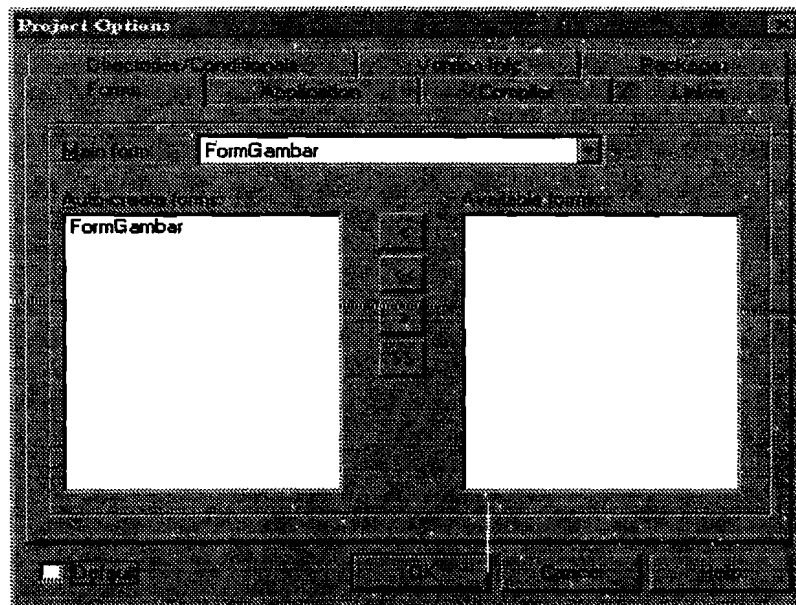 Project Options
Directories/Conditionals Version Info Packages
Forms Application Compiler Linker
Main form: FormGambar
Auto-create forms: Available forms:
FormGambar
Default OK Cancel Help